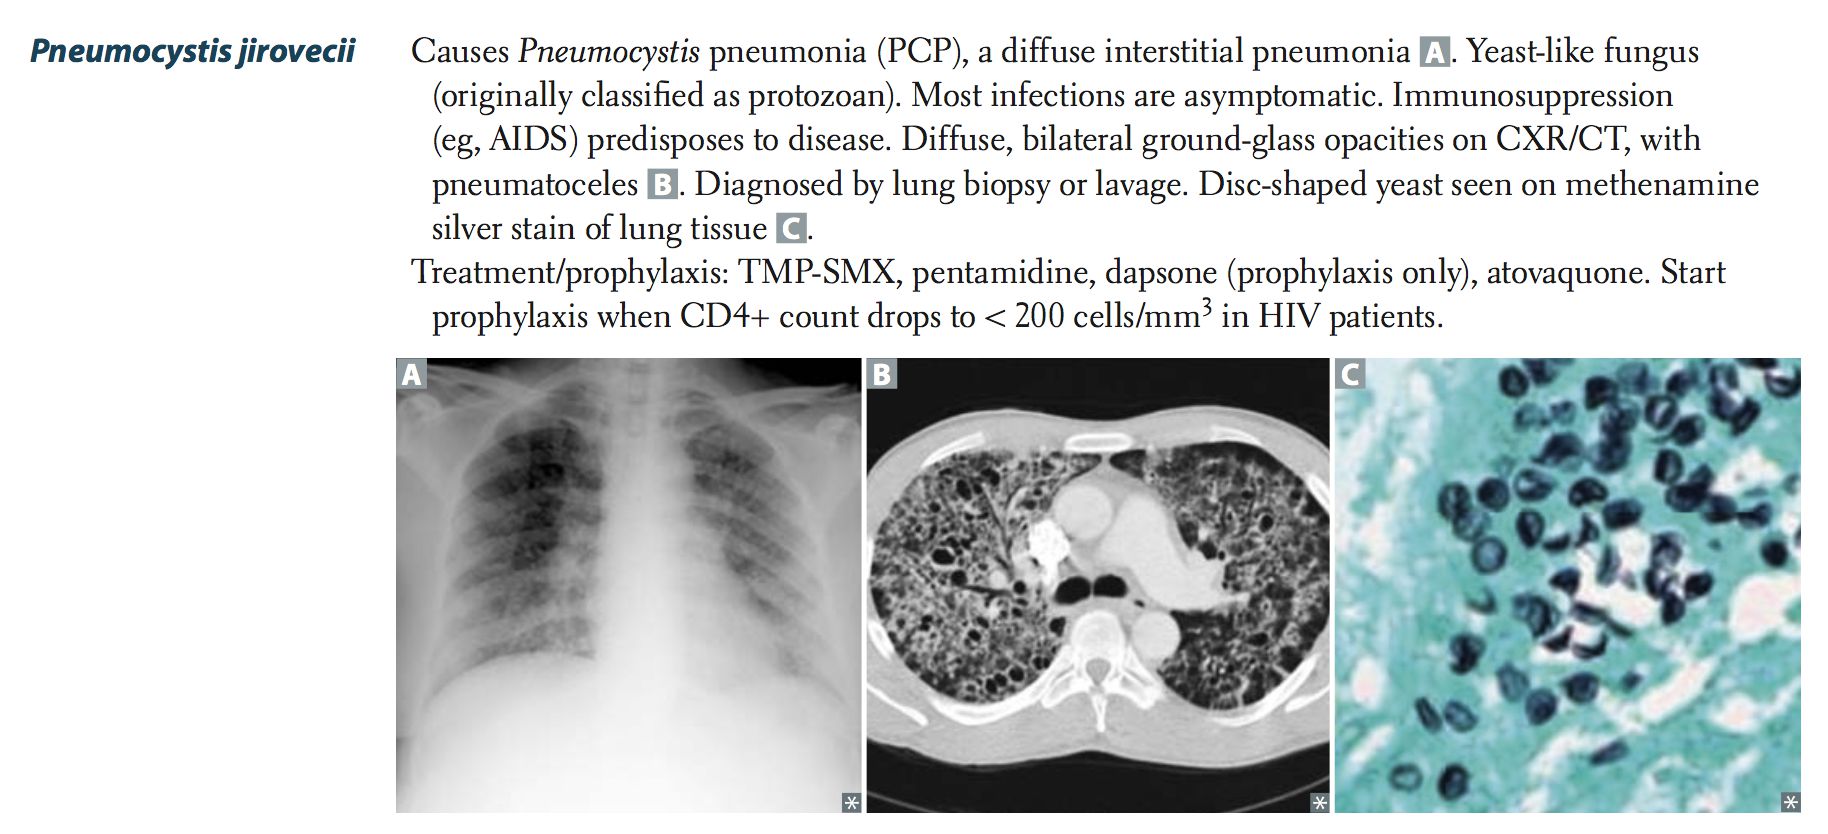 Pneumocystis jirovecii
Causes Pneumocystis pneumonia (PCP), a diffuse interstitial pneumonia A. Yeast-like fungus
(originally classified as protozoan). Most infections are asymptomatic. Immunosuppression
(eg, AIDS) predisposes to disease. Diffuse, bilateral ground-glass opacities on CXR/CT, with
pneumatoceles B. Diagnosed by lung biopsy or lavage. Disc-shaped yeast seen on methenamine
silver stain of lung tissue C.
Treatment/prophylaxis: TMP-SMX, pentamidine, dapsone (prophylaxis only), atovaquone. Start
prophylaxis when CD4+ count drops to < 200 cells/mm³ in HIV patients.
A
B
C